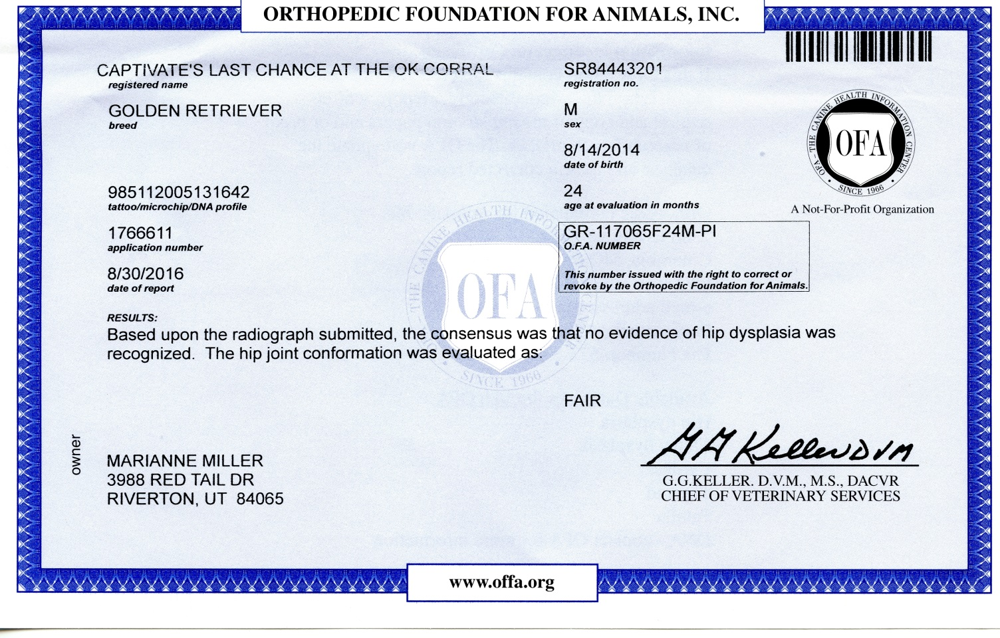 ORTHOPEDIC FOUNDATION FOR ANIMALS, INC.
CAPTIVATE'S LAST CHANCE AT THE OK CORRAL
registered name
SR84443201
registration no.
GOLDEN RETRIEVER
breed
M
sex
8/14/2014
date of birth
985112005131642
tattoo/microchip/DNA profile
24
age at evaluation in months
OFA - THE CANINE HEALTH INFORMATION CENTER
OFA
SINCE 1966
A Not-For-Profit Organization
1766611
application number
GR-117065F24M-PI
O.F.A. NUMBER
8/30/2016
date of report
This number issued with the right to correct or
revoke by the Orthopedic Foundation for Animals.
OFA - THE CANINE HEALTH INFORMATION CENTER
OFA
SINCE 1966
RESULTS:
Based upon the radiograph submitted, the consensus was that no evidence of hip dysplasia was
recognized. The hip joint conformation was evaluated as:
FAIR
owner
MARIANNE MILLER
3988 RED TAIL DR
RIVERTON, UT 84065
GG Keller DVM
G.G.KELLER. D.V.M., M.S., DACVR
CHIEF OF VETERINARY SERVICES
www.offa.org